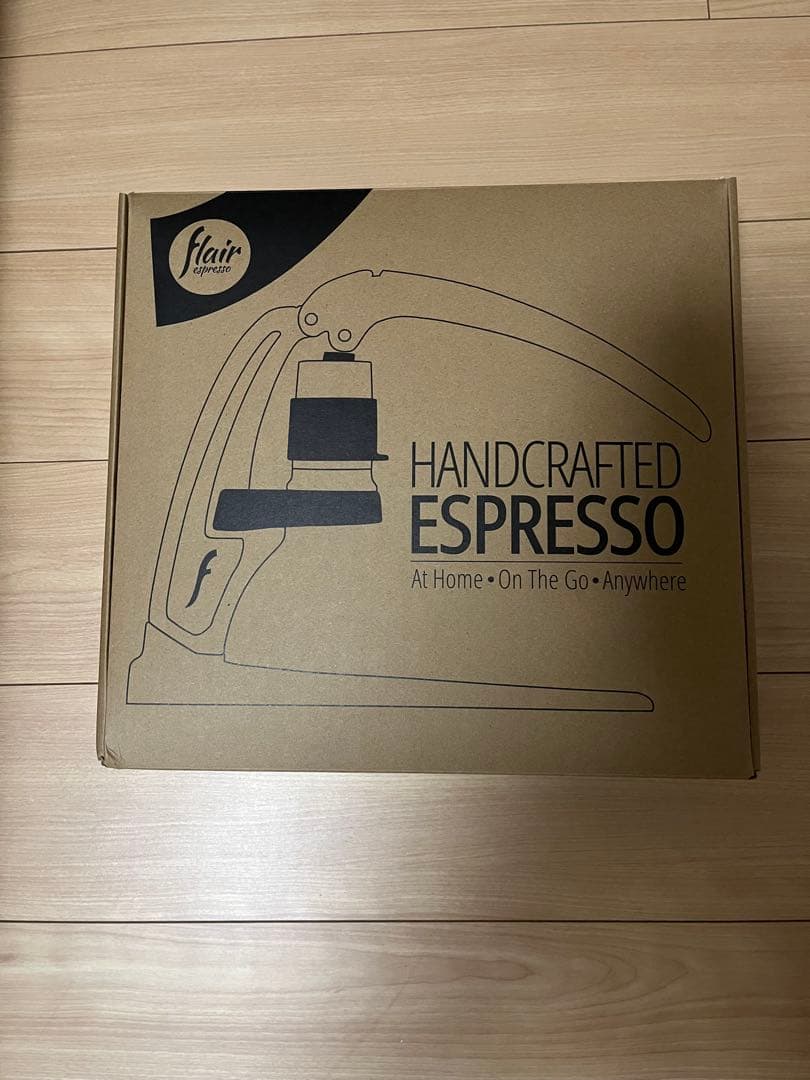 flair
espresso
HANDCRAFTED
ESPRESSO
At Home • On The Go • Anywhere
f